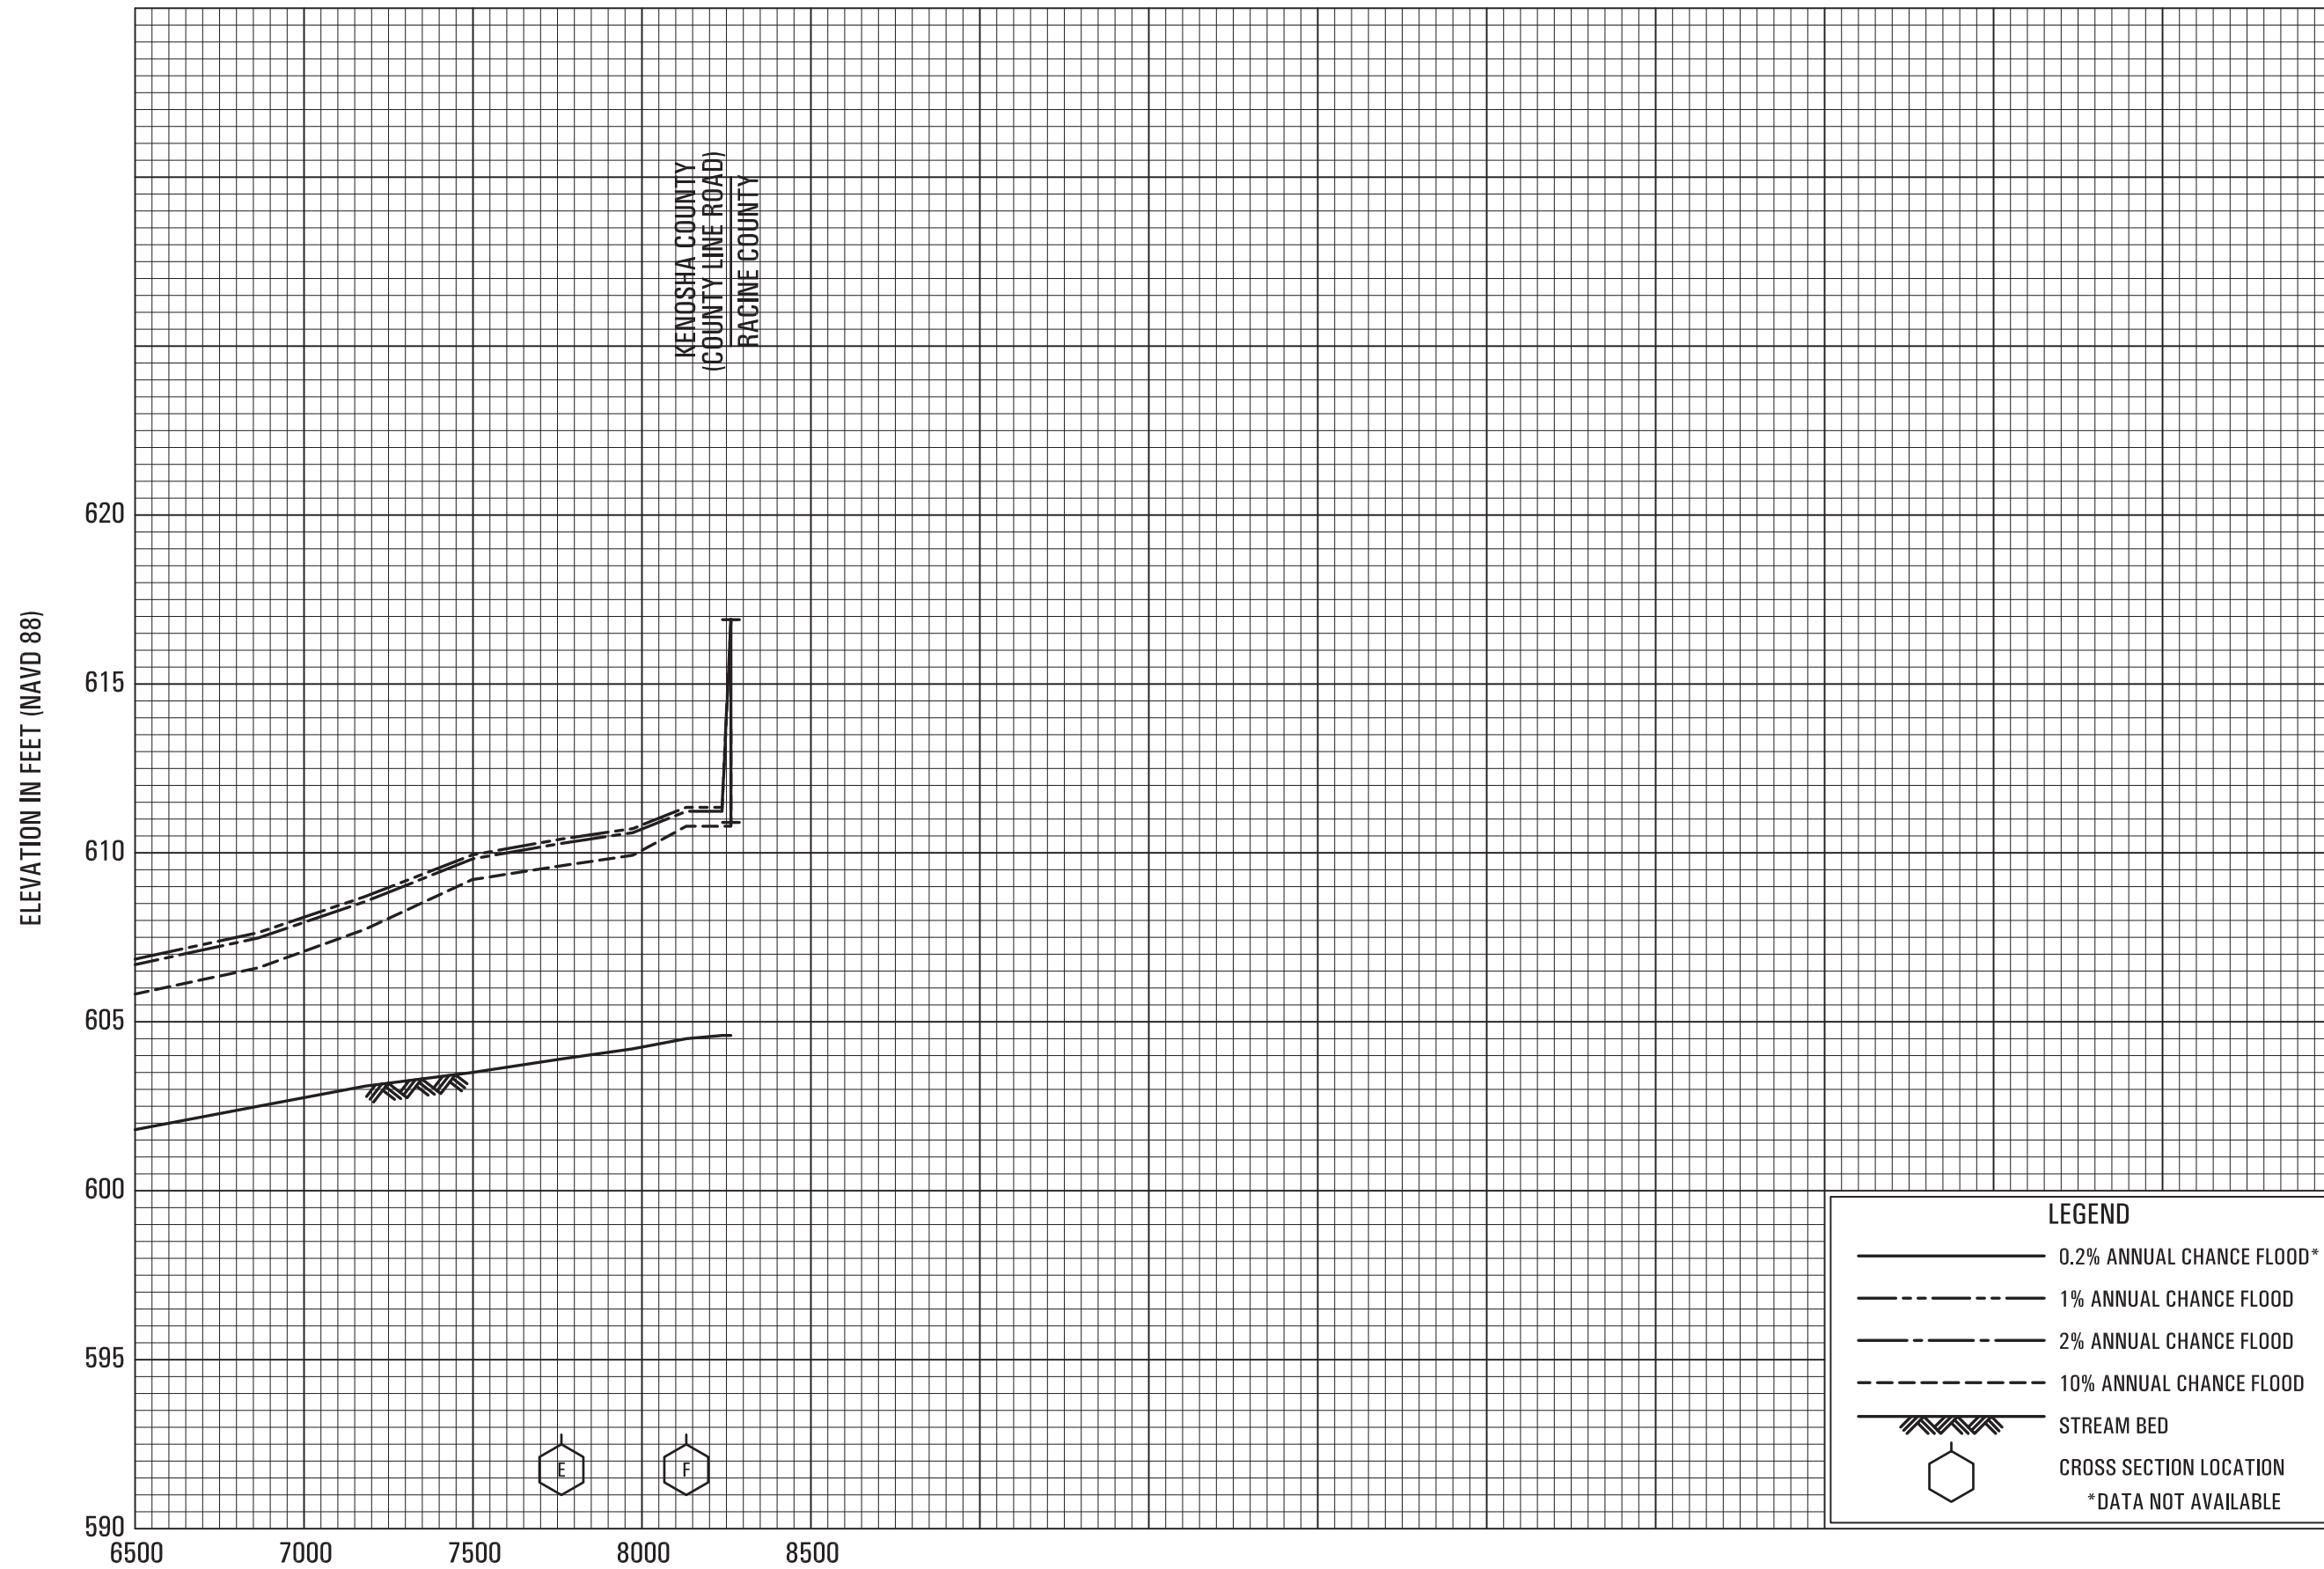 KENOSHA COUNTY
(COUNTY LINE ROAD)
RACINE COUNTY
ELEVATION IN FEET (NAVD 88)
620
615
610
605
600
595
590
6500
7000
7500
8000
8500
E
F
LEGEND
0.2% ANNUAL CHANCE FLOOD*
1% ANNUAL CHANCE FLOOD
2% ANNUAL CHANCE FLOOD
10% ANNUAL CHANCE FLOOD
STREAM BED
CROSS SECTION LOCATION
*DATA NOT AVAILABLE